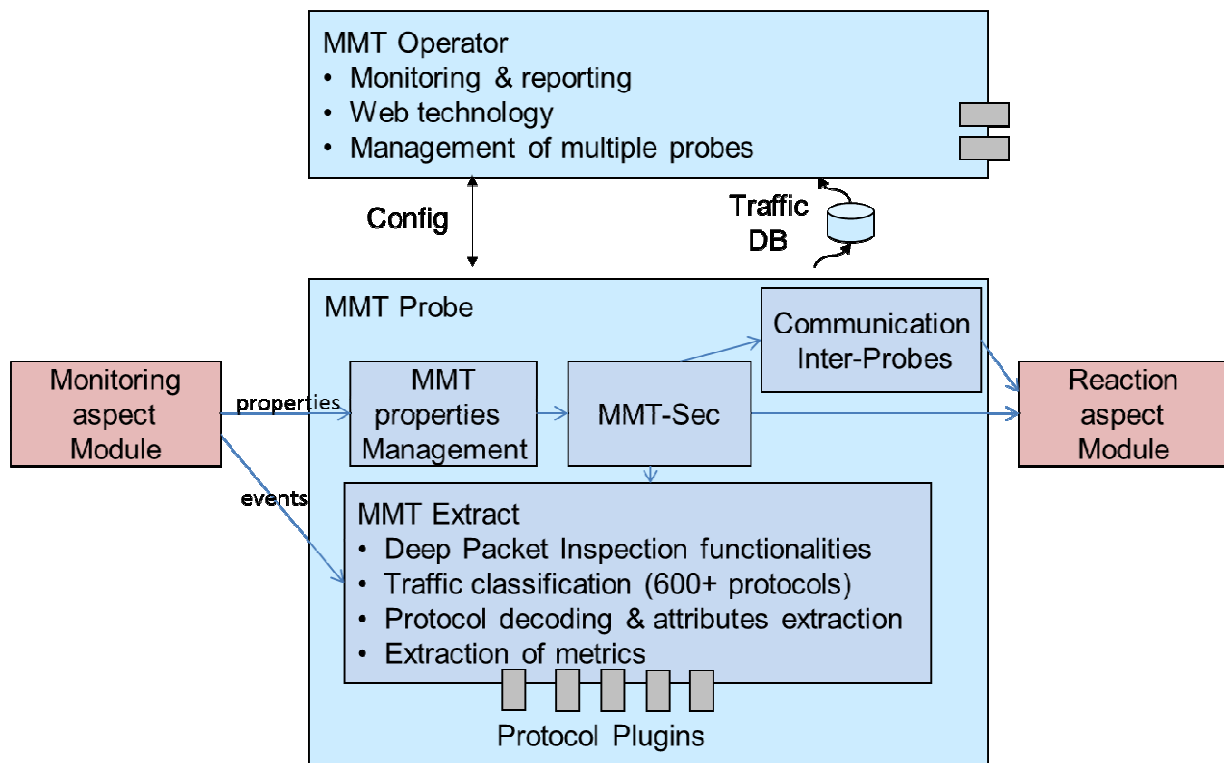 MMT Operator
• Monitoring & reporting
• Web technology
• Management of multiple probes
Config
Traffic
DB
MMT Probe
Communication
Inter-Probes
Monitoring
aspect
Module
properties
events
MMT
properties
Management
MMT-Sec
Reaction
aspect
Module
MMT Extract
• Deep Packet Inspection functionalities
• Traffic classification (600+ protocols)
• Protocol decoding & attributes extraction
• Extraction of metrics
Protocol Plugins